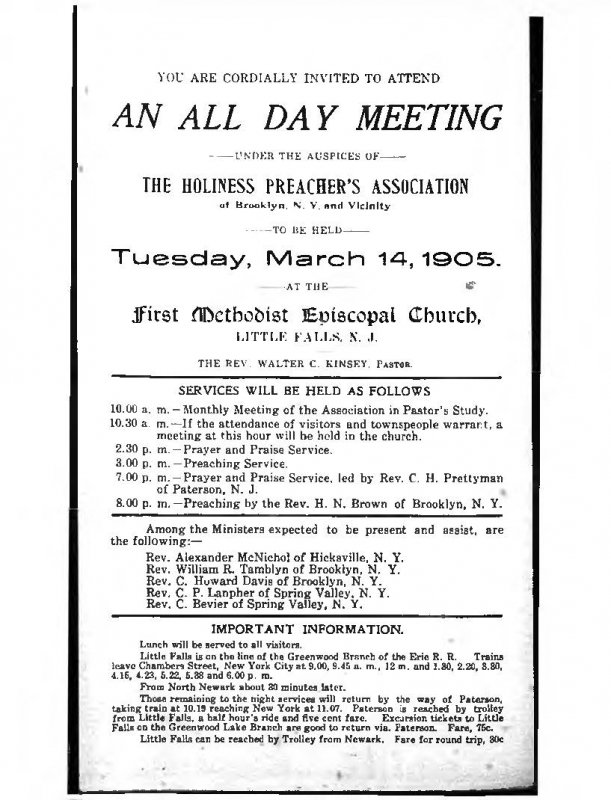 YOU ARE CORDIALLY INVITED TO ATTEND
AN ALL DAY MEETING
UNDER THE AUSPICES OF
THE HOLINESS PREACHER'S ASSOCIATION
of Brooklyn, N. Y. and Vicinity
TO BE HELD
Tuesday, March 14, 1905.
AT THE
First Methodist Episcopal Church,
LITTLE FALLS, N. J.
THE REV. WALTER C. KINSEY, PASTOR.
SERVICES WILL BE HELD AS FOLLOWS
10.00 a. m.—Monthly Meeting of the Association in Pastor's Study.
10.30 a. m.—If the attendance of visitors and townspeople warrant, a
meeting at this hour will be held in the church.
2.30 p. m.—Prayer and Praise Service.
3.00 p. m.—Preaching Service.
7.00 p. m.—Prayer and Praise Service, led by Rev. C. H. Prettyman
of Paterson, N. J.
8.00 p. m.—Preaching by the Rev. H. N. Brown of Brooklyn, N. Y.
Among the Ministers expected to be present and assist, are
the following:—
Rev. Alexander McNichol of Hicksville, N. Y.
Rev. William R. Tamblyn of Brooklyn, N. Y.
Rev. C. Howard Davis of Brooklyn, N. Y.
Rev. C. P. Lanpher of Spring Valley, N. Y.
Rev. C. Bevier of Spring Valley, N. Y.
IMPORTANT INFORMATION.
Lunch will be served to all visitors.
Little Falls is on the line of the Greenwood Branch of the Erie R. R. Trains
leave Chambers Street, New York City at 9.00, 9.45 a. m., 12 m. and 1.30, 2.20, 3.30,
4.15, 4.23, 5.22, 5.38 and 6.00 p. m.
From North Newark about 20 minutes later.
Those remaining to the night services will return by the way of Paterson,
taking train at 10.19 reaching New York at 11.07. Paterson is reached by trolley
from Little Falls, a half hour's ride and five cent fare. Excursion tickets to Little
Falls on the Greenwood Lake Branch are good to return via. Paterson. Fare, 75c.
Little Falls can be reached by Trolley from Newark. Fare for round trip, 30c